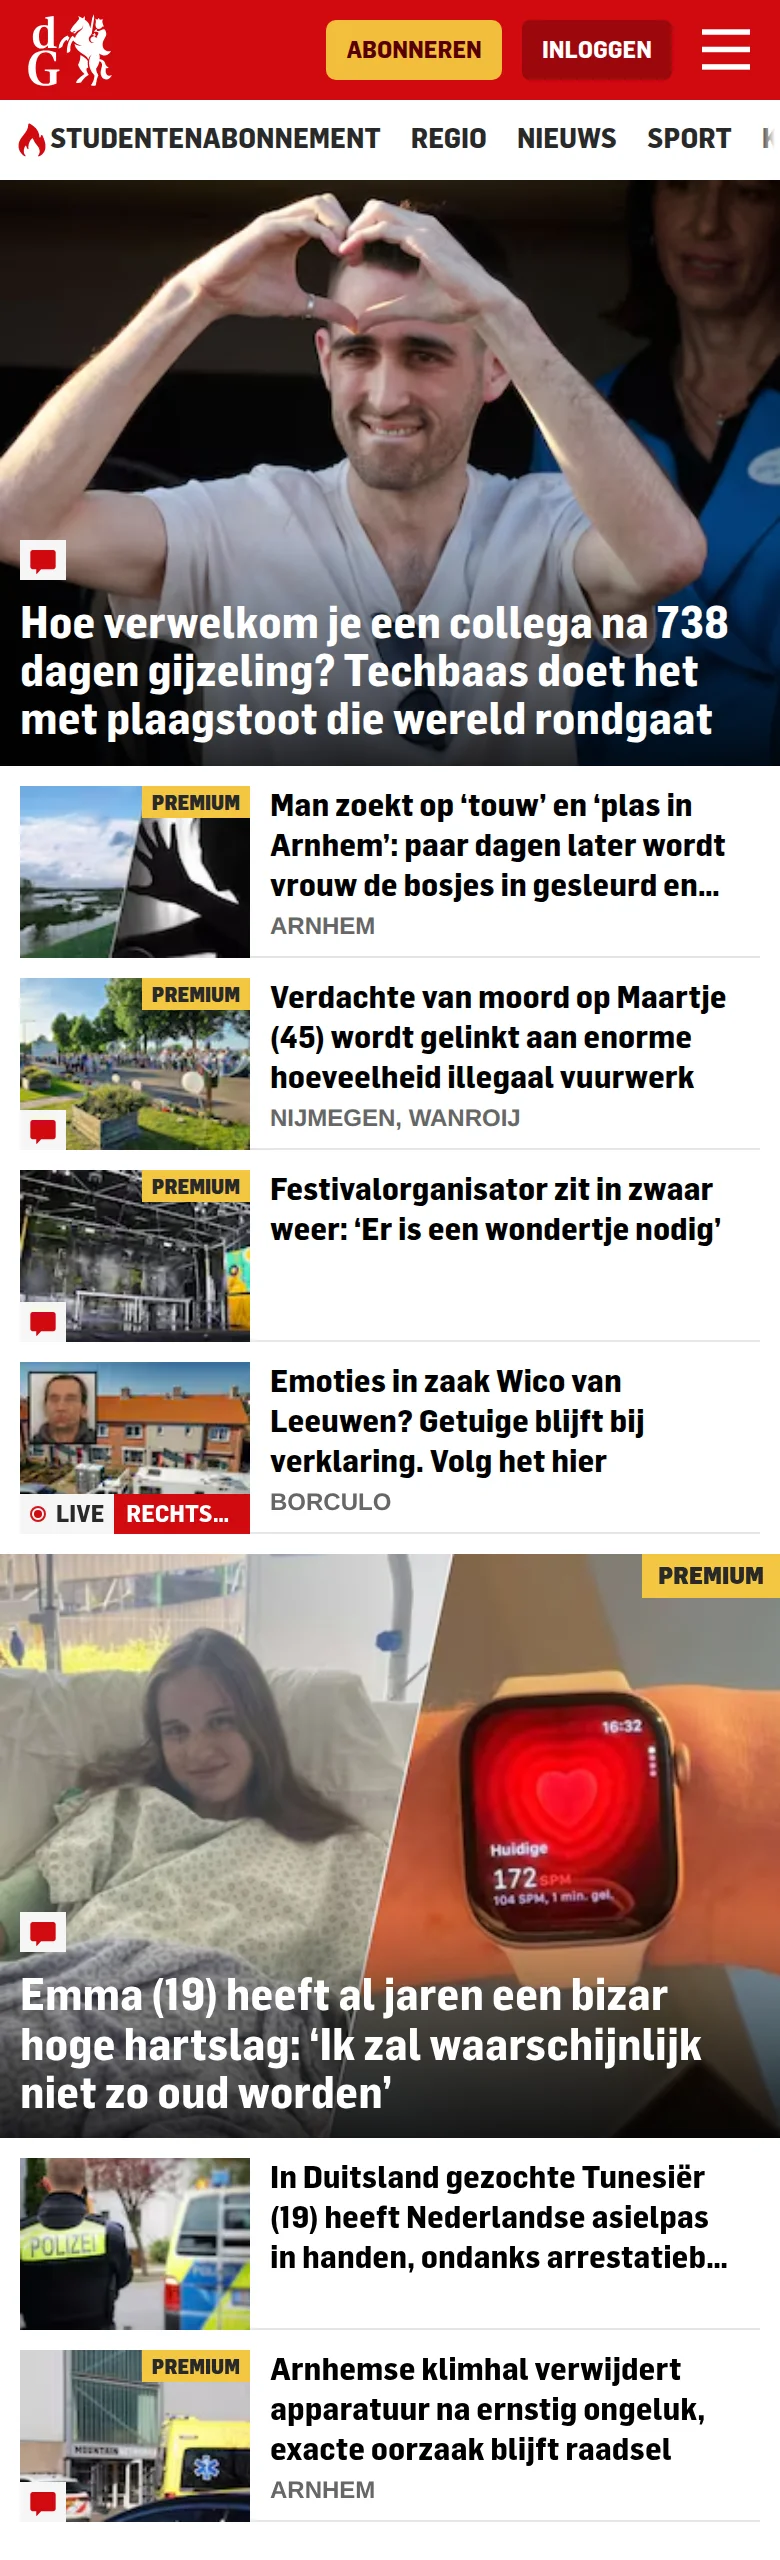 dG
ABONNEREN
INLOGGEN
STUDENTENABONNEMENT REGIO NIEUWS SPORT K
Hoe verwelkom je een collega na 738
dagen gijzeling? Techbaas doet het
met plaagstoot die wereld rondgaat
PREMIUM
Man zoekt op ‘touw’ en ‘plas in
Arnhem’: paar dagen later wordt
vrouw de bosjes in gesleurd en...
ARNHEM
PREMIUM
Verdachte van moord op Maartje
(45) wordt gelinkt aan enorme
hoeveelheid illegaal vuurwerk
NIJMEGEN, WANROIJ
PREMIUM
Festivalorganisator zit in zwaar
weer: ‘Er is een wondertje nodig’
LIVE RECHTS...
Emoties in zaak Wico van
Leeuwen? Getuige blijft bij
verklaring. Volg het hier
BORCULO
PREMIUM
16:32
Huidige
172 SPM
104 SPM, 1 min. gel.
Emma (19) heeft al jaren een bizar
hoge hartslag: ‘Ik zal waarschijnlijk
niet zo oud worden’
POLIZEI
In Duitsland gezochte Tunesiër
(19) heeft Nederlandse asielpas
in handen, ondanks arrestatieb...
PREMIUM
MOUNTAIN
Arnhemse klimhal verwijdert
apparatuur na ernstig ongeluk,
exacte oorzaak blijft raadsel
ARNHEM